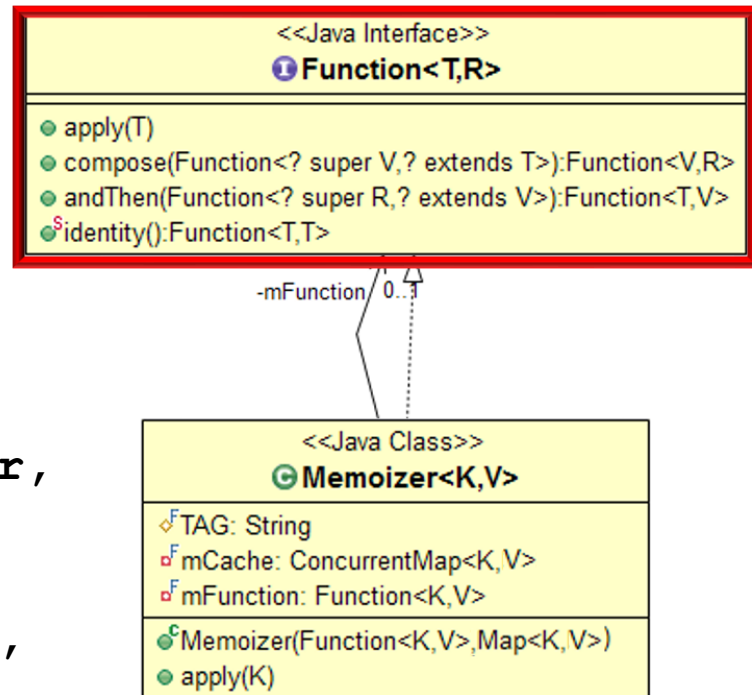 <<Java Interface>>
Function<T,R>
apply(T)
compose(Function<? super V,? extends T>):Function<V,R>
andThen(Function<? super R,? extends V>):Function<T,V>
identity():Function<T,T>
-mFunction 0..1
r,
,
<<Java Class>>
Memoizer<K,V>
TAG: String
mCache: ConcurrentMap<K,V>
mFunction: Function<K,V>
Memoizer(Function<K,V>,Map<K,V>)
apply(K)